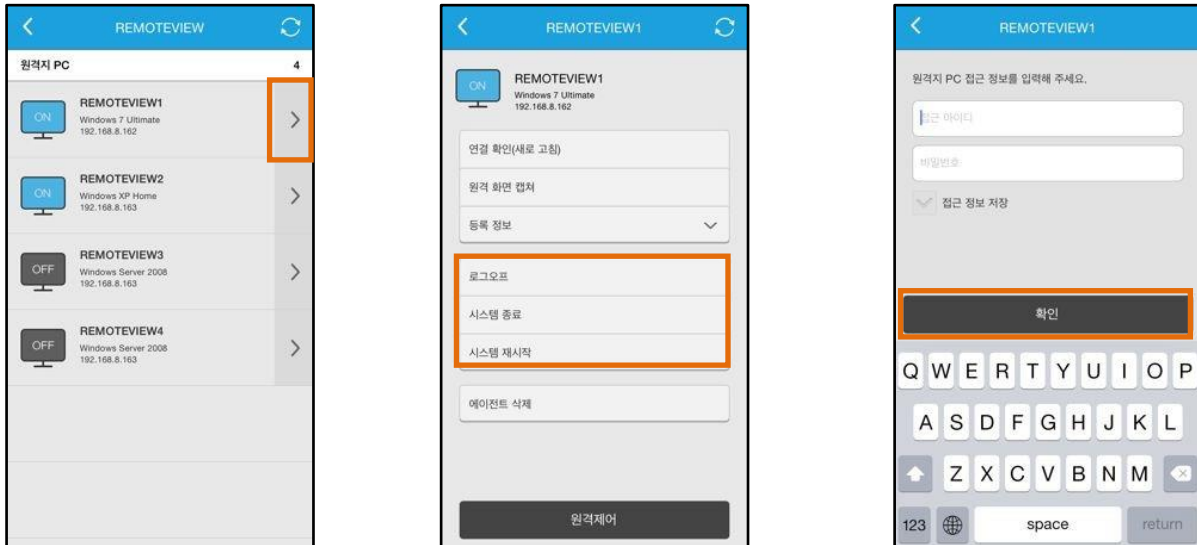 REMOTEVIEW
원격지 PC 4
ON
REMOTEVIEW1
Windows 7 Ultimate
192.168.8.162
ON
REMOTEVIEW2
Windows XP Home
192.168.8.163
OFF
REMOTEVIEW3
Windows Server 2008
192.168.8.163
OFF
REMOTEVIEW4
Windows Server 2008
192.168.8.163
REMOTEVIEW1
ON
REMOTEVIEW1
Windows 7 Ultimate
192.168.8.162
연결 확인(새로 고침)
원격 화면 캡쳐
등록 정보
로그오프
시스템 종료
시스템 재시작
에이전트 삭제
원격제어
REMOTEVIEW1
원격지 PC 접근 정보를 입력해 주세요.
접근 아이디
비밀번호
접근 정보 저장
확인
Q W E R T Y U I O P
A S D F G H J K L
Z X C V B N M
123 space return